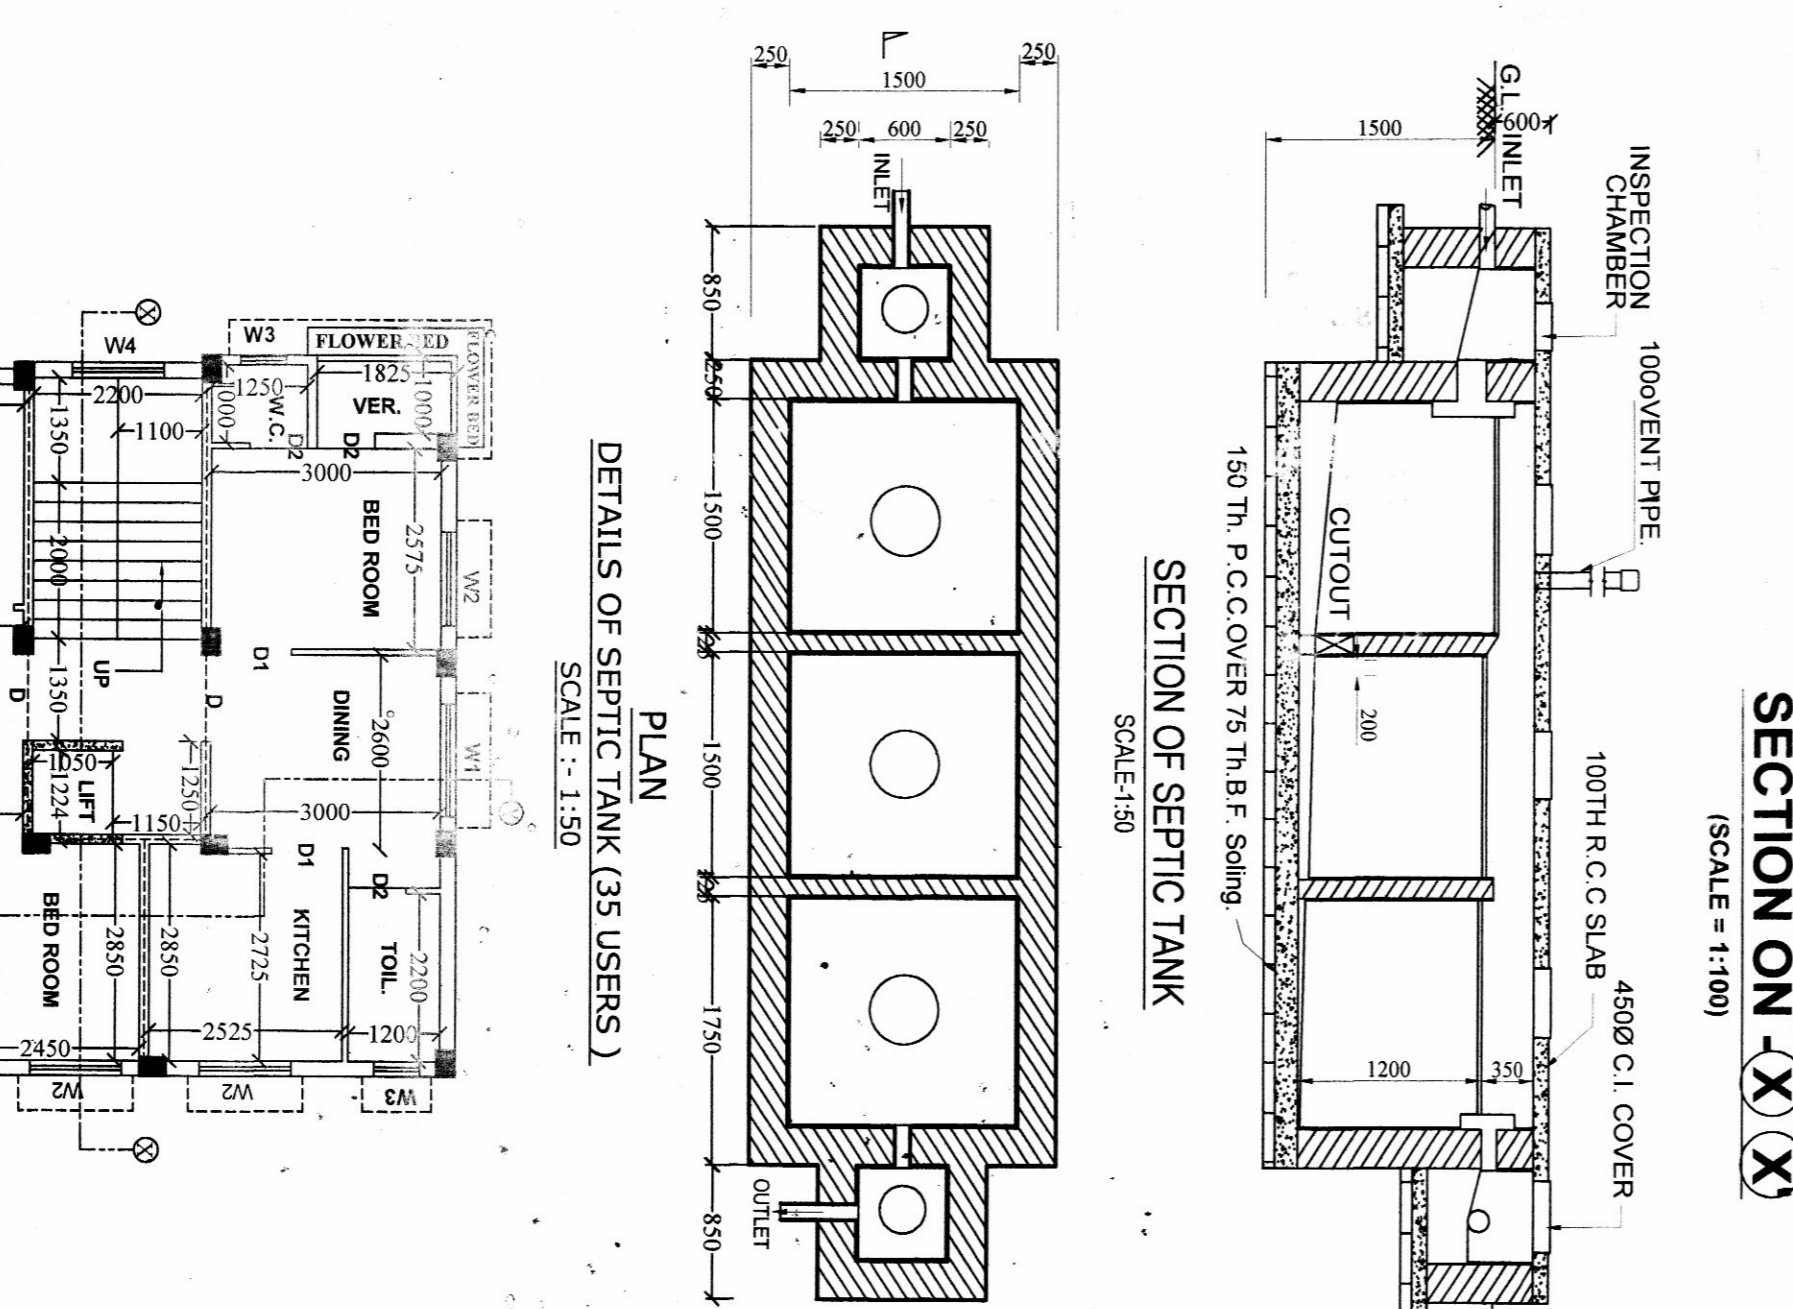 SECTION ON - X X'
(SCALE = 1:100)
INSPECTION
CHAMBER
100oVENT PIPE.
100TH R.C.C SLAB
450Ø C.I. COVER
G.L.
INLET
600
1500
CUTOUT
200
1200
350
150 Th. P.C.C.OVER 75 Th.B.F. Soling.
SECTION OF SEPTIC TANK
SCALE-1:50
250
1500
250
250
600
250
INLET
850
250
1500
125
1500
125
1750
850
OUTLET
PLAN
DETAILS OF SEPTIC TANK (35 USERS )
SCALE :- 1:50
X
W4
W3
FLOWER BED
FLOWER BED
2200
1250
1825
1000
1000
W.C.
VER.
1350
1100
D2
D2
3000
BED ROOM
2575
W2
2000
UP
1350
D1
D
D
DINING
2600
W1
1050
LIFT
1224
1250
1150
3000
D1
D2
BED ROOM
2850
2850
2725
KITCHEN
TOIL.
2200
2450
2525
1200
W2
W2
W3
X